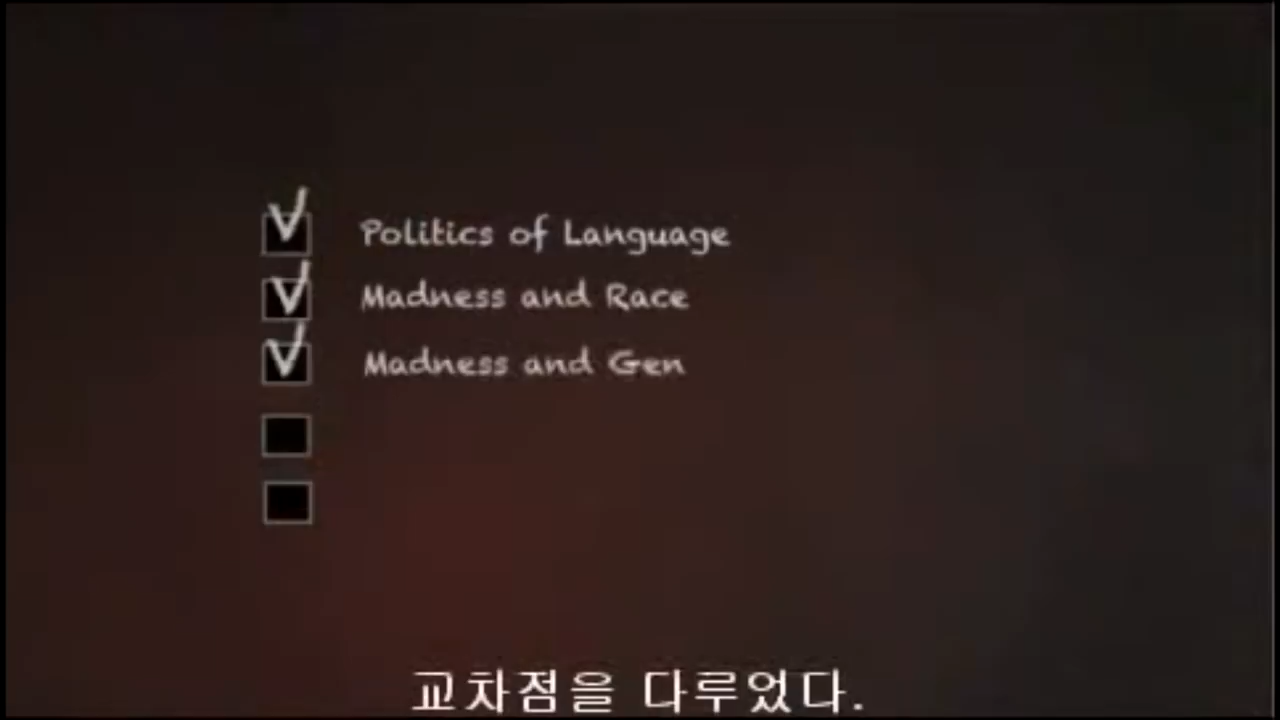 Politics of Language
Madness and Race
Madness and Gen
교차점을 다루었다.